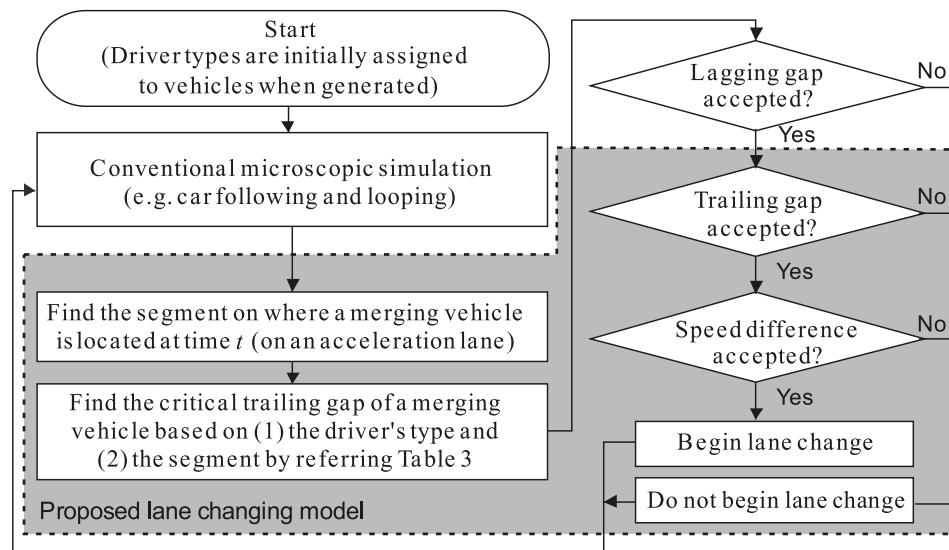 Start
(Driver types are initially assigned
to vehicles when generated)
Conventional microscopic simulation
(e.g. car following and looping)
Find the segment on where a merging vehicle
is located at time t (on an acceleration lane)
Find the critical trailing gap of a merging
vehicle based on (1) the driver's type and
(2) the segment by referring Table 3
Proposed lane changing model
Lagging gap
accepted?
No
Yes
Trailing gap
accepted?
No
Yes
Speed difference
accepted?
No
Yes
Begin lane change
Do not begin lane change